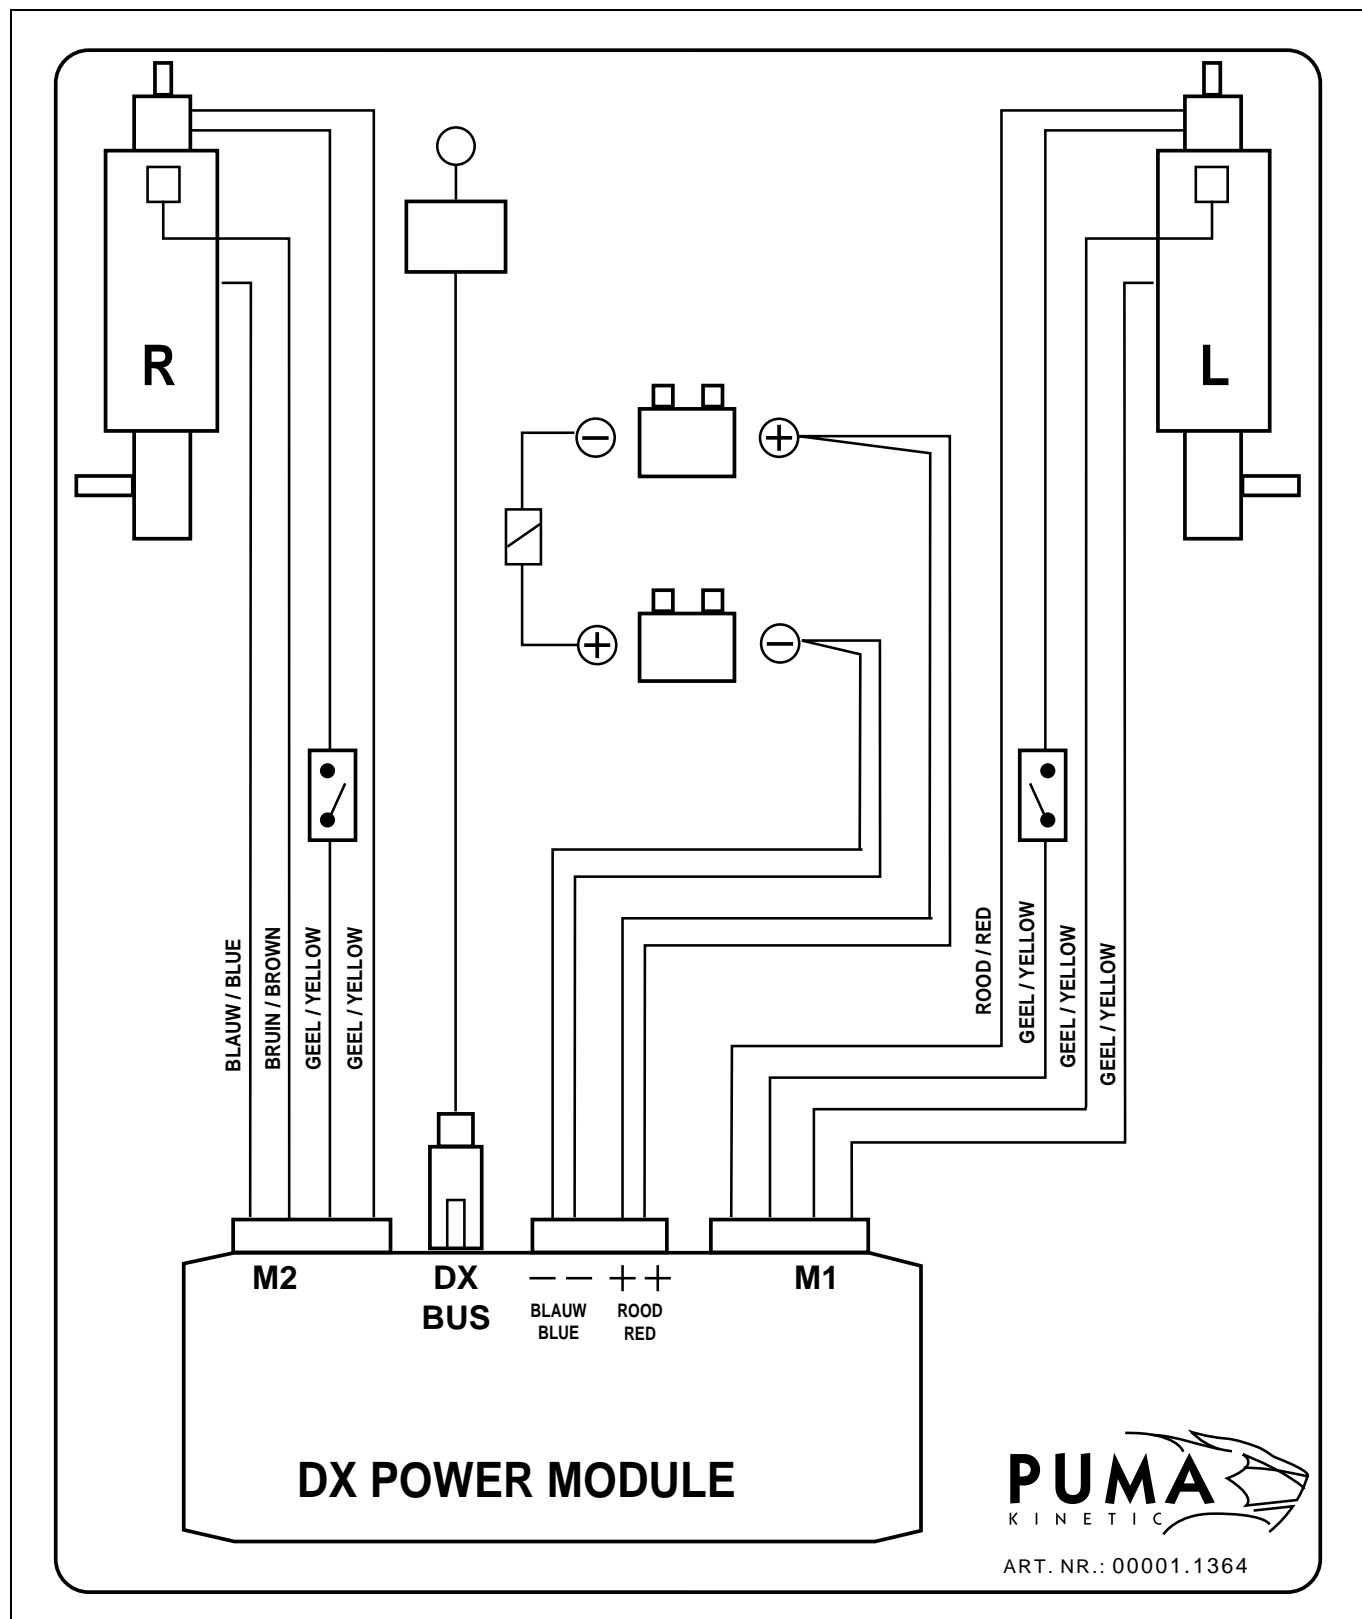 R
L
BLAUW / BLUE
BRUIN / BROWN
GEEL / YELLOW
GEEL / YELLOW
ROOD / RED
GEEL / YELLOW
GEEL / YELLOW
GEEL / YELLOW
M2
DX
BUS
— — + +
BLAUW
BLUE
ROOD
RED
M1
DX POWER MODULE
PUMA
KINETIC
ART. NR.: 00001.1364